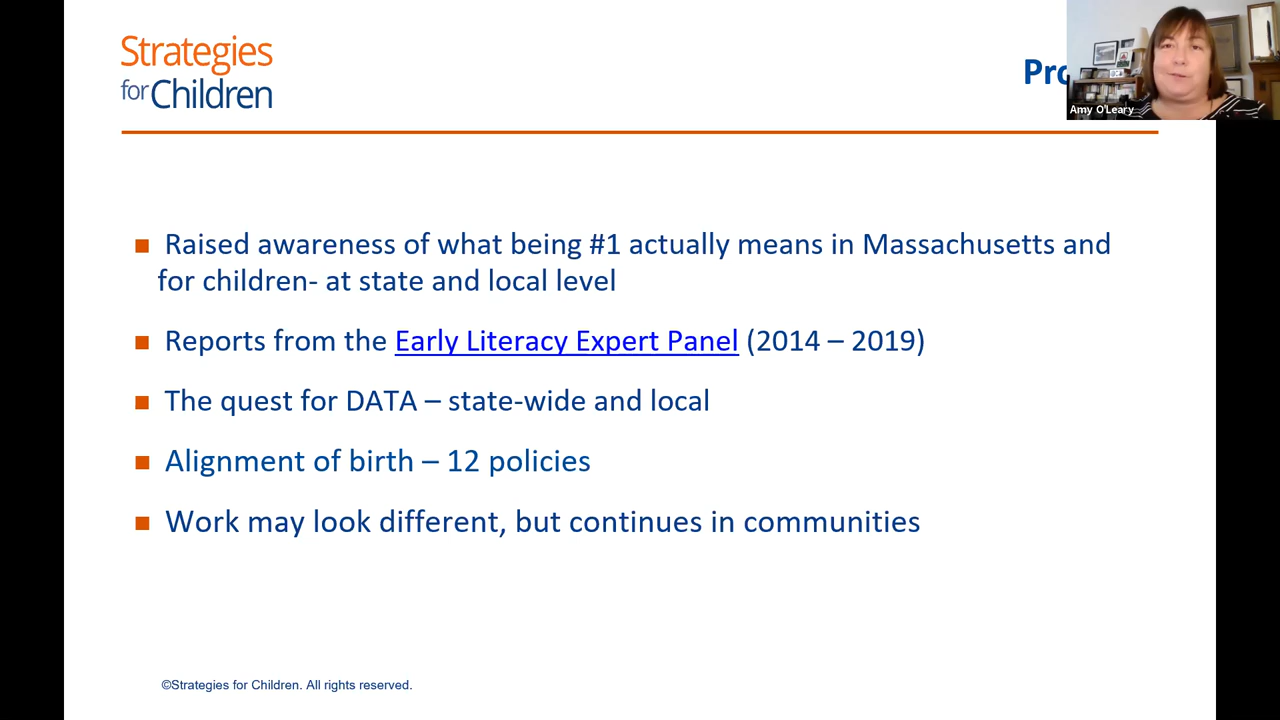 Strategies
for Children
Amy O'Leary
■ Raised awareness of what being #1 actually means in Massachusetts and
for children- at state and local level
■ Reports from the Early Literacy Expert Panel (2014 – 2019)
■ The quest for DATA – state-wide and local
■ Alignment of birth – 12 policies
■ Work may look different, but continues in communities
©Strategies for Children. All rights reserved.